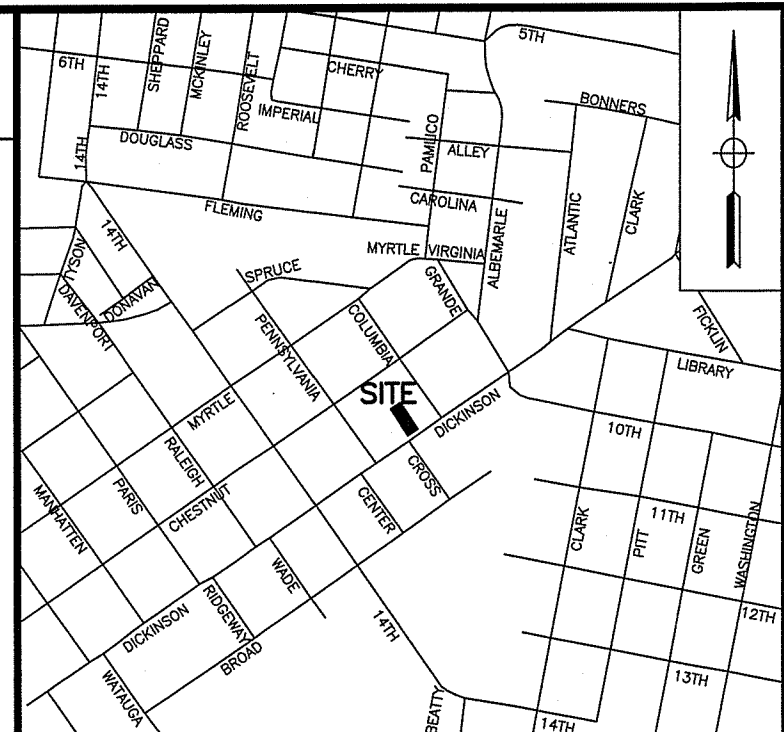 5TH
6TH
14TH
SHEPPARD
MCKINLEY
ROOSEVELT
CHERRY
IMPERIAL
BONNERS
DOUGLASS
14TH
PAMLICO
ALLEY
CAROLINA
FLEMING
ALBEMARLE
ATLANTIC
CLARK
MYRTLE
VIRGINIA
14TH
TYSON
DONAVAN
DAVENPORT
SPRUCE
GRANDE
COLUMBIA
PENNSYLVANIA
FICKLIN
LIBRARY
SITE
DICKINSON
MYRTLE
10TH
RALEIGH
CROSS
PARIS
MANHATTEN
CHESTNUT
CENTER
11TH
CLARK
PITT
GREEN
WASHINGTON
WADE
12TH
RIDGEWAY
DICKINSON
BROAD
14TH
13TH
WATAUGA
BEATTY
14TH